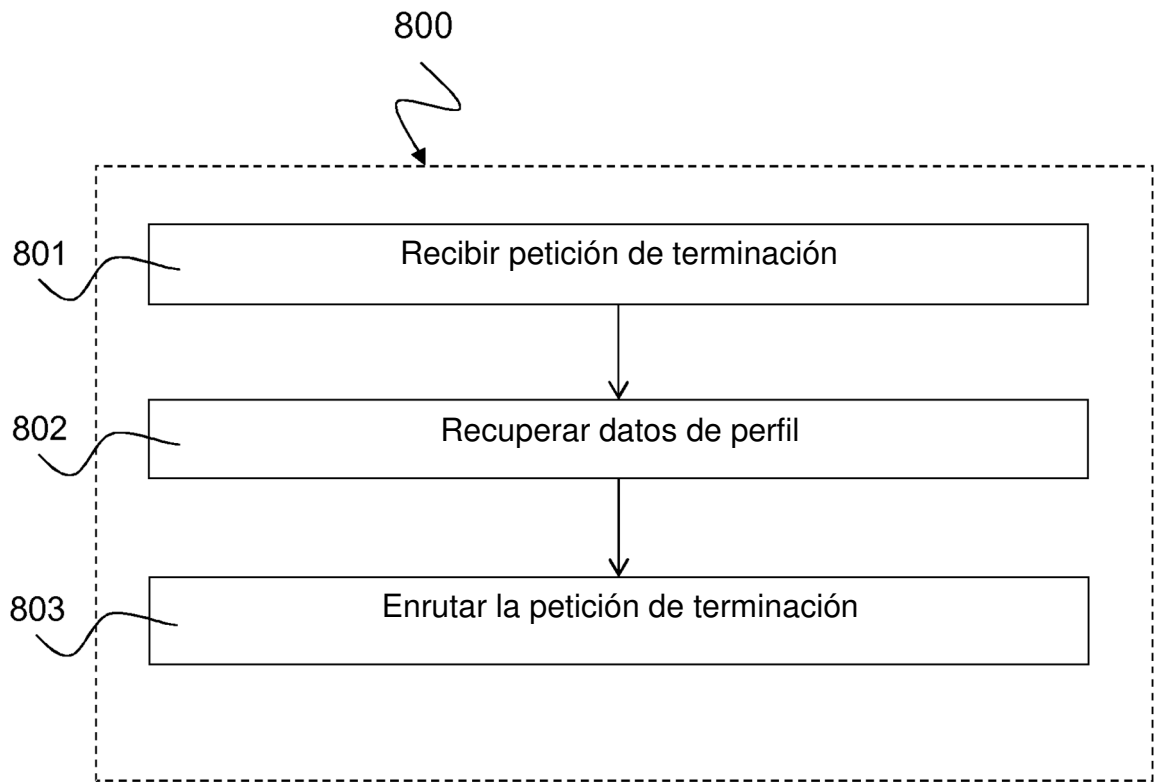 800
801
Recibir petición de terminación
802
Recuperar datos de perfil
803
Enrutar la petición de terminación